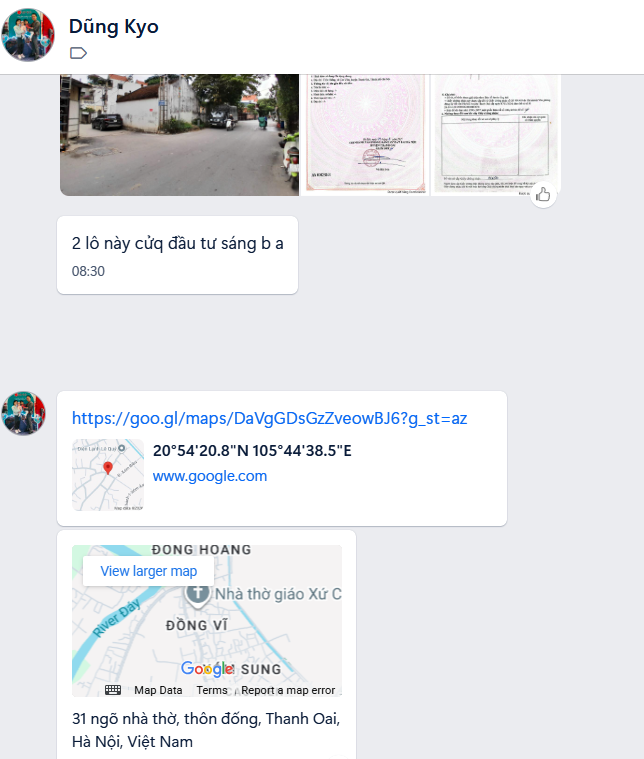 Dũng Kyo
2 lô này cửq đầu tư sáng b a
08:30
https://goo.gl/maps/DaVgGDsGzZveowBJ6?g_st=az
20°54'20.8"N 105°44'38.5"E
www.google.com
ĐỒNG HOÀNG
View larger map
Nhà thờ giáo Xứ C
River Đáy
ĐỒNG VĨ
Google
SUNG
Map Data
Terms
Report a map error
31 ngõ nhà thờ, thôn đống, Thanh Oai,
Hà Nội, Việt Nam